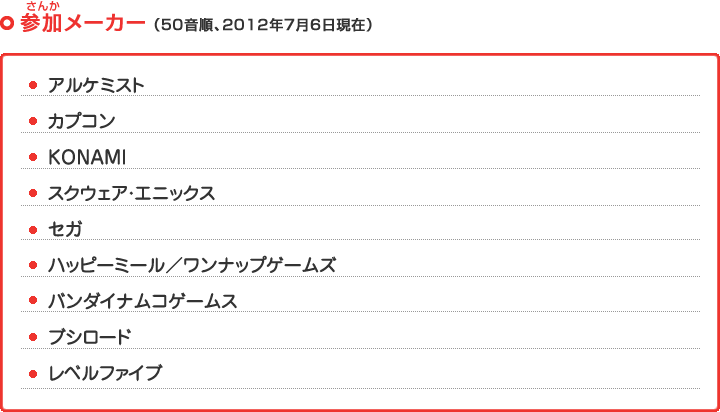 さんか
参加メーカー（50音順、2012年7月6日現在）
アルケミスト
カプコン
KONAMI
スクウェア・エニックス
セガ
ハッピーミール／ワンナップゲームズ
バンダイナムコゲームス
ブシロード
レベルファイブ